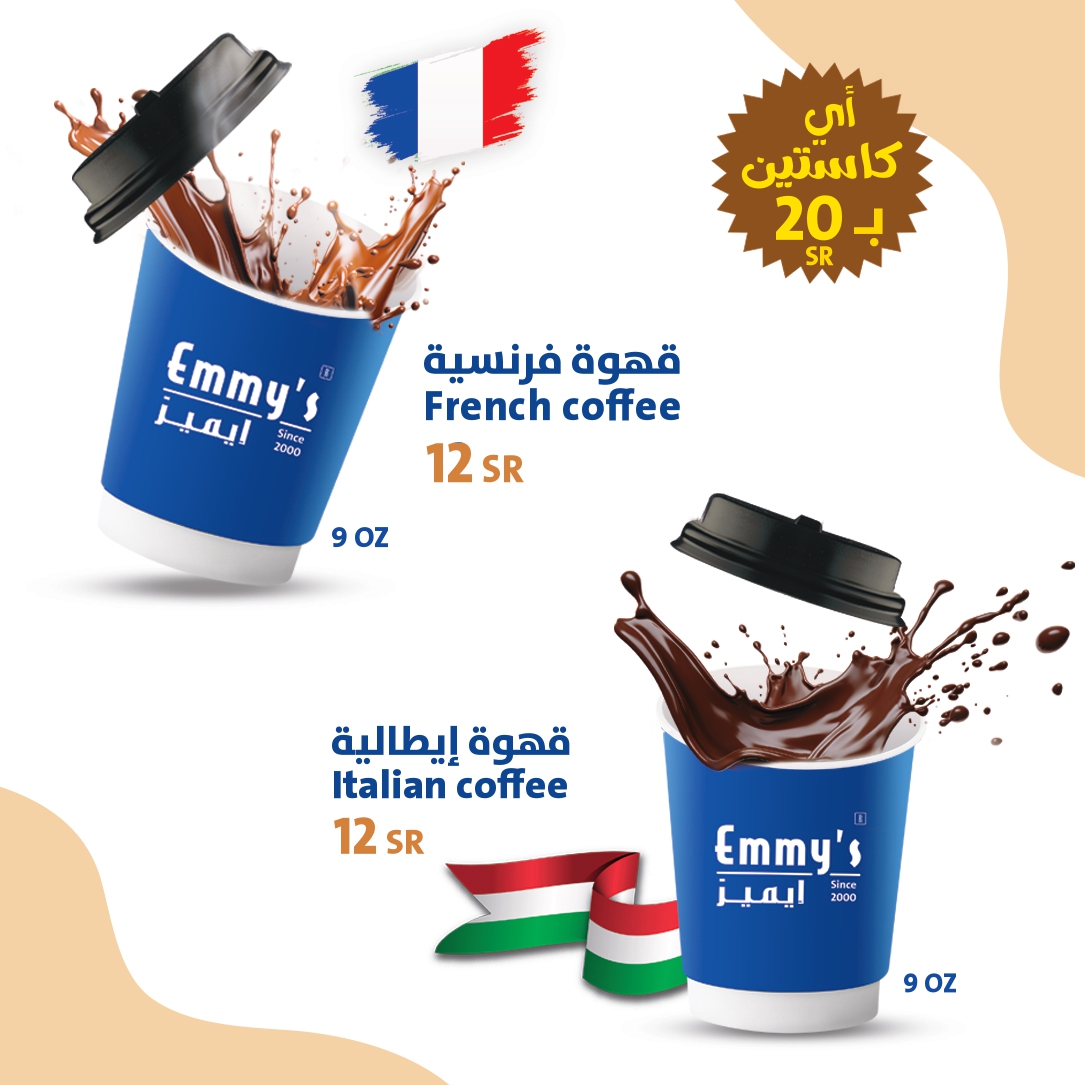 أي
كاستين
بـ 20
SR
Emmy's
ايميز
Since
2000
قهوة فرنسية
French coffee
12 SR
9 OZ
قهوة إيطالية
Italian coffee
12 SR
Emmy's
ايميز
Since
2000
9 OZ